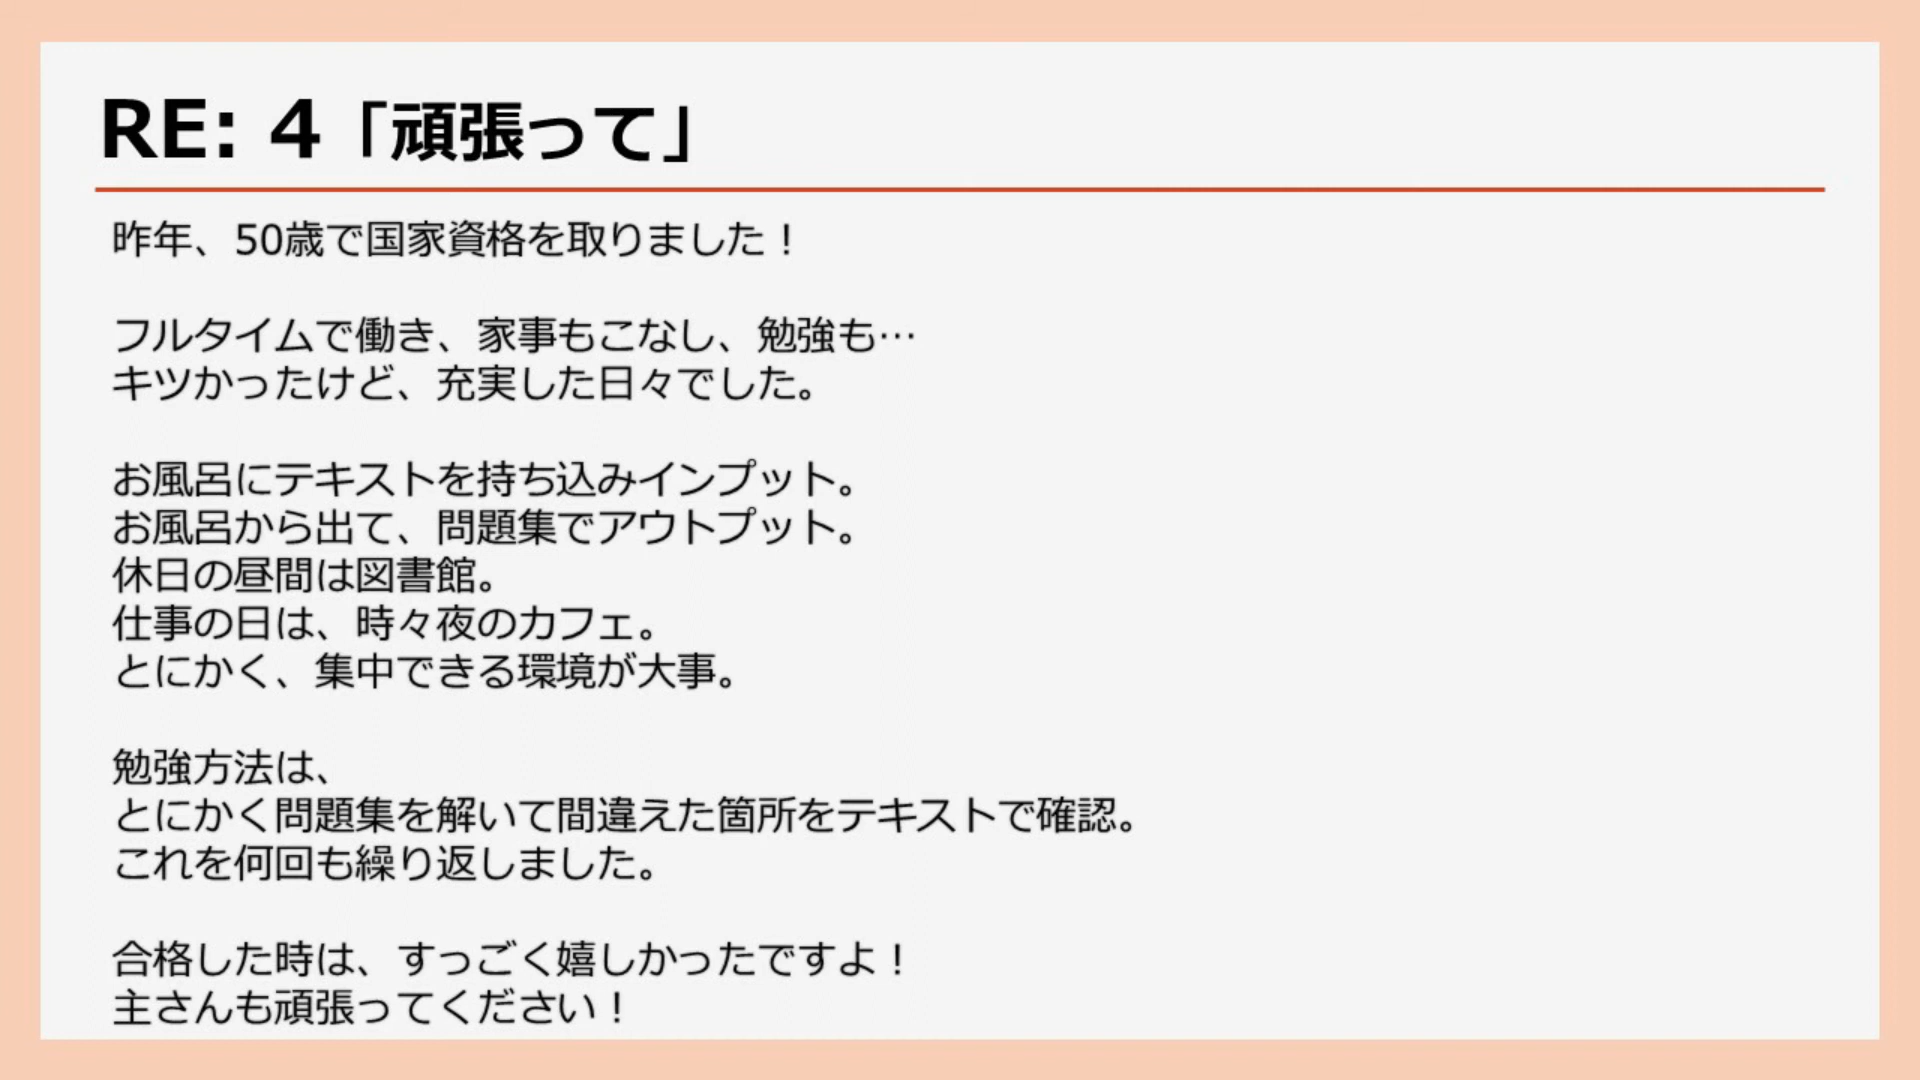 RE: 4「頑張って」
昨年、50歳で国家資格を取りました！
フルタイムで働き、家事もこなし、勉強も…
キツかったけど、充実した日々でした。
お風呂にテキストを持ち込みインプット。
お風呂から出て、問題集でアウトプット。
休日の昼間は図書館。
仕事の日は、時々夜のカフェ。
とにかく、集中できる環境が大事。
勉強方法は、
とにかく問題集を解いて間違えた箇所をテキストで確認。
これを何回も繰り返しました。
合格した時は、すっごく嬉しかったですよ！
主さんも頑張ってください！